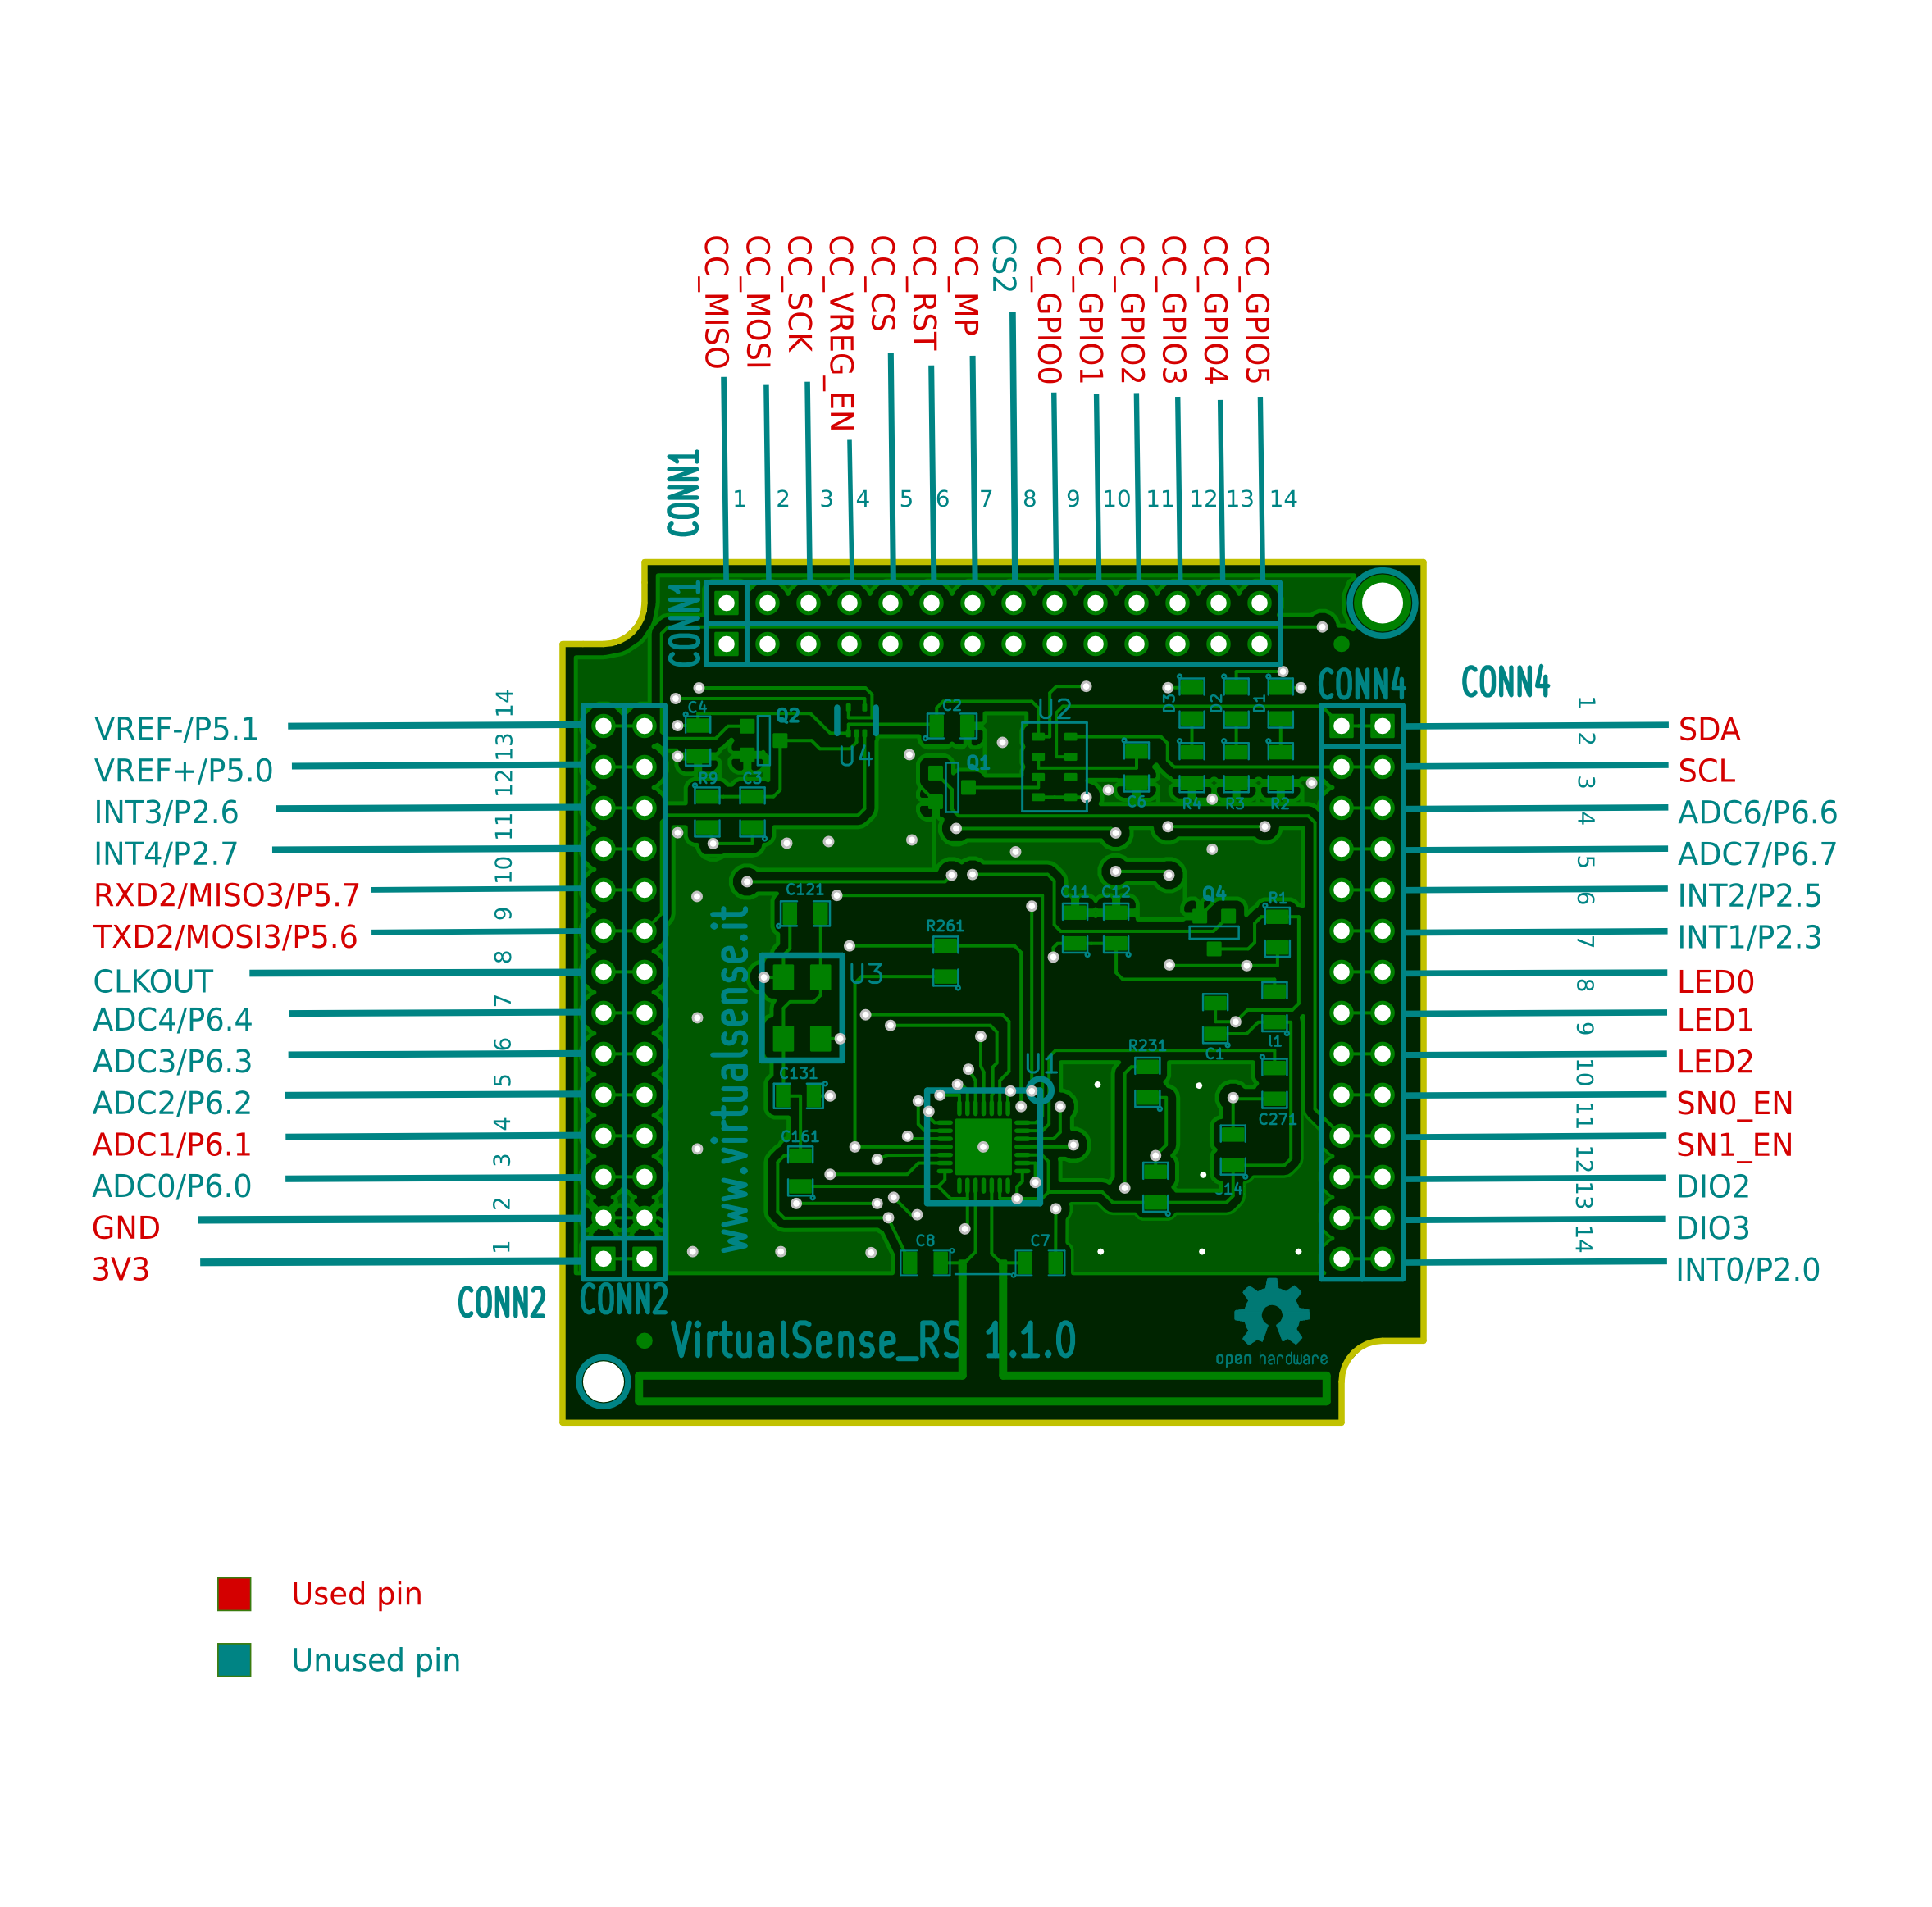 CC_MISO
CC_MOSI
CC_SCK
CC_VREG_EN
CC_CS
CC_RST
CC_MP
CS2
CC_GPIO0
CC_GPIO1
CC_GPIO2
CC_GPIO3
CC_GPIO4
CC_GPIO5
CONN1
1 2 3 4 5 6 7 8 9 10 11 12 13 14
CONN1
CONN4
CONN4
VREF-/P5.1
VREF+/P5.0
INT3/P2.6
INT4/P2.7
RXD2/MISO3/P5.7
TXD2/MOSI3/P5.6
CLKOUT
ADC4/P6.4
ADC3/P6.3
ADC2/P6.2
ADC1/P6.1
ADC0/P6.0
GND
3V3
14
13
12
11
10
9
8
7
6
5
4
3
2
1
CONN2
CONN2
C4
Q2
U4
C2
U2
D3
D2
D1
R9
C3
Q1
C6
R4
R3
R2
C121
R261
C11
C12
Q4
R1
U3
www.virtualsense.it
C1
l1
C131
U1
R231
C271
C161
C8
C7
VirtualSense_RS 1.1.0
open hardware
1
2
3
4
5
6
7
8
9
10
11
12
13
14
SDA
SCL
ADC6/P6.6
ADC7/P6.7
INT2/P2.5
INT1/P2.3
LED0
LED1
LED2
SN0_EN
SN1_EN
DIO2
DIO3
INT0/P2.0
Used pin
Unused pin